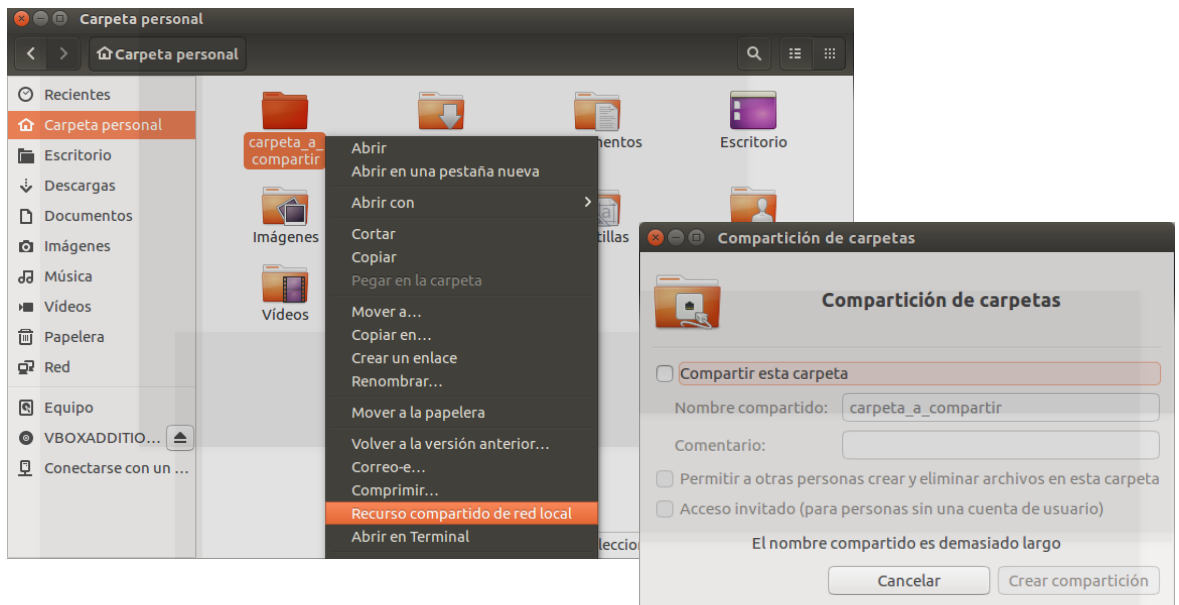 Carpeta personal
Carpeta personal
Recientes
Carpeta personal
Escritorio
Descargas
Documentos
Imágenes
Música
Vídeos
Papelera
Red
Equipo
VBOXADDITIO...
Conectarse con un ...
carpeta_a_
compartir
entos
Escritorio
Imágenes
tillas
Vídeos
Abrir
Abrir en una pestaña nueva
Abrir con
Cortar
Copiar
Pegar en la carpeta
Mover a...
Copiar en...
Crear un enlace
Renombrar...
Mover a la papelera
Volver a la versión anterior...
Correo-e...
Comprimir...
Recurso compartido de red local
Abrir en Terminal
leccio
Compartición de carpetas
Compartición de carpetas
Compartir esta carpeta
Nombre compartido: carpeta_a_compartir
Comentario:
Permitir a otras personas crear y eliminar archivos en esta carpeta
Acceso invitado (para personas sin una cuenta de usuario)
El nombre compartido es demasiado largo
Cancelar Crear compartición